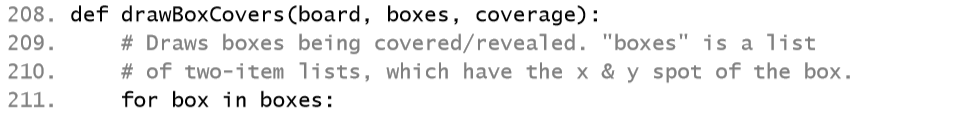 208. def drawBoxCovers(board, boxes, coverage):
209.     # Draws boxes being covered/revealed. "boxes" is a list
210.     # of two-item lists, which have the x & y spot of the box.
211.     for box in boxes: